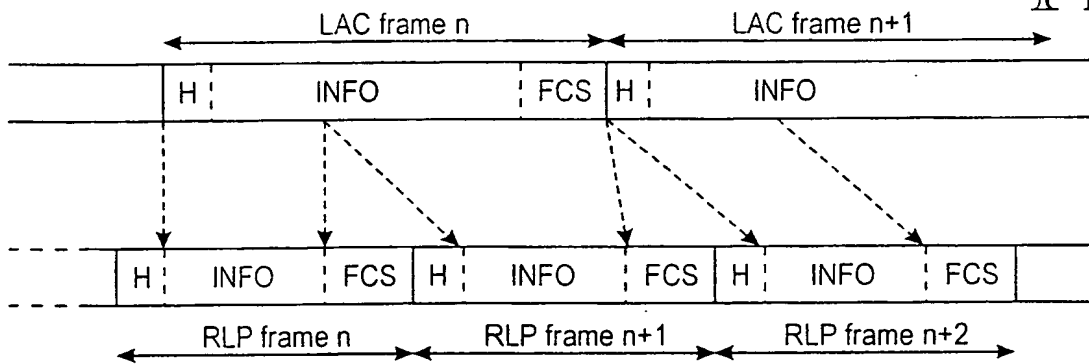 LAC frame n LAC frame n+1
H INFO FCS H INFO
H INFO FCS H INFO FCS H INFO FCS
RLP frame n RLP frame n+1 RLP frame n+2